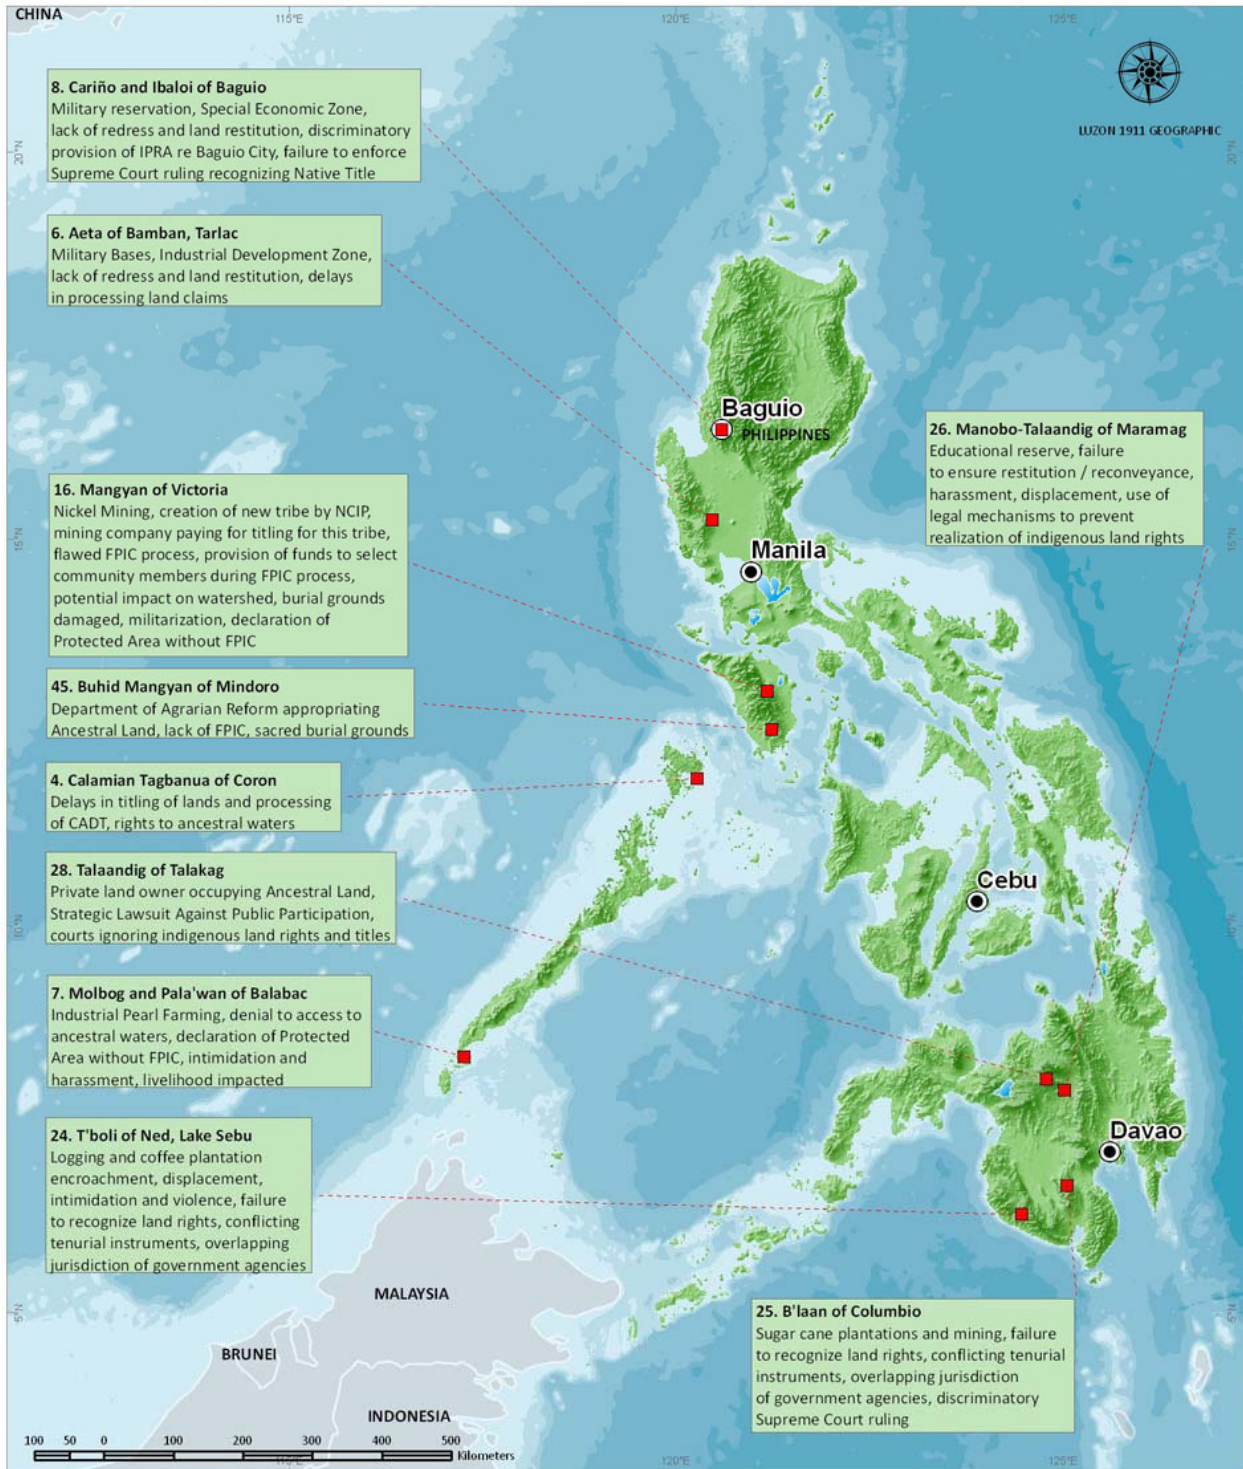 CHINA
115°E
120°E
125°E
LUZON 1911 GEOGRAPHIC
20°N
20°N
8. Cariño and Ibaloi of Baguio
Military reservation, Special Economic Zone,
lack of redress and land restitution, discriminatory
provision of IPRA re Baguio City, failure to enforce
Supreme Court ruling recognizing Native Title
6. Aeta of Bamban, Tarlac
Military Bases, Industrial Development Zone,
lack of redress and land restitution, delays
in processing land claims
Baguio
PHILIPPINES
26. Manobo-Talaandig of Maramag
Educational reserve, failure
to ensure restitution / reconveyance,
harassment, displacement, use of
legal mechanisms to prevent
realization of indigenous land rights
16. Mangyan of Victoria
Nickel Mining, creation of new tribe by NCIP,
mining company paying for titling for this tribe,
flawed FPIC process, provision of funds to select
community members during FPIC process,
potential impact on watershed, burial grounds
damaged, militarization, declaration of
Protected Area without FPIC
15°N
15°N
Manila
45. Buhid Mangyan of Mindoro
Department of Agrarian Reform appropriating
Ancestral Land, lack of FPIC, sacred burial grounds
4. Calamian Tagbanua of Coron
Delays in titling of lands and processing
of CADT, rights to ancestral waters
28. Talaandig of Talakag
Private land owner occupying Ancestral Land,
Strategic Lawsuit Against Public Participation,
courts ignoring indigenous land rights and titles
Cebu
10°N
10°N
7. Molbog and Pala'wan of Balabac
Industrial Pearl Farming, denial to access to
ancestral waters, declaration of Protected
Area without FPIC, intimidation and
harassment, livelihood impacted
24. T'boli of Ned, Lake Sebu
Logging and coffee plantation
encroachment, displacement,
intimidation and violence, failure
to recognize land rights, conflicting
tenurial instruments, overlapping
jurisdiction of government agencies
Davao
MALAYSIA
5°N
5°N
25. B'laan of Columbio
Sugar cane plantations and mining, failure
to recognize land rights, conflicting tenurial
instruments, overlapping jurisdiction
of government agencies, discriminatory
Supreme Court ruling
BRUNEI
INDONESIA
100 50 0 100 200 300 400 500
Kilometers
115°E
120°E
125°E